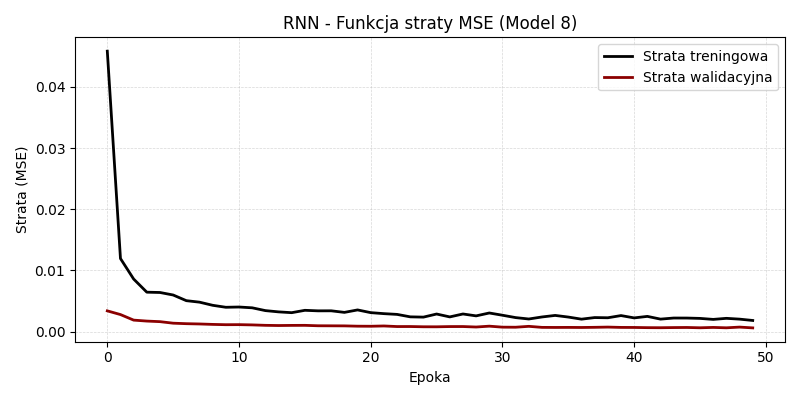 RNN - Funkcja straty MSE (Model 8)
Strata treningowa
Strata walidacyjna
Strata (MSE)
0.04
0.03
0.02
0.01
0.00
0 10 20 30 40 50
Epoka